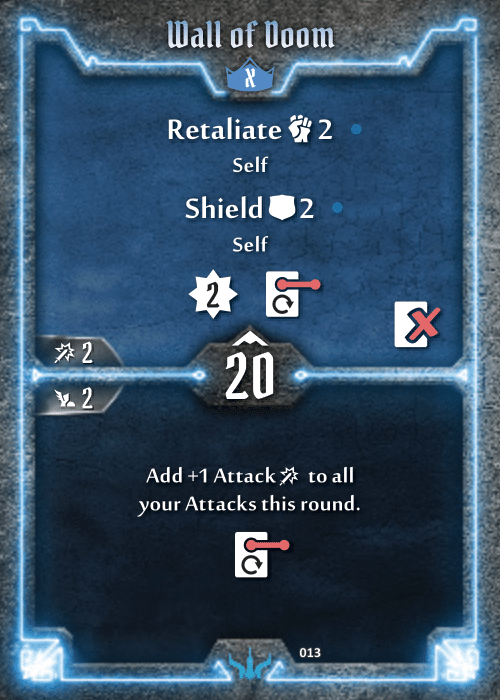 Wall of Doom
X
Retaliate 2
Self
Shield 2
Self
2
2
20
2
Add +1 Attack to all
your Attacks this round.
013